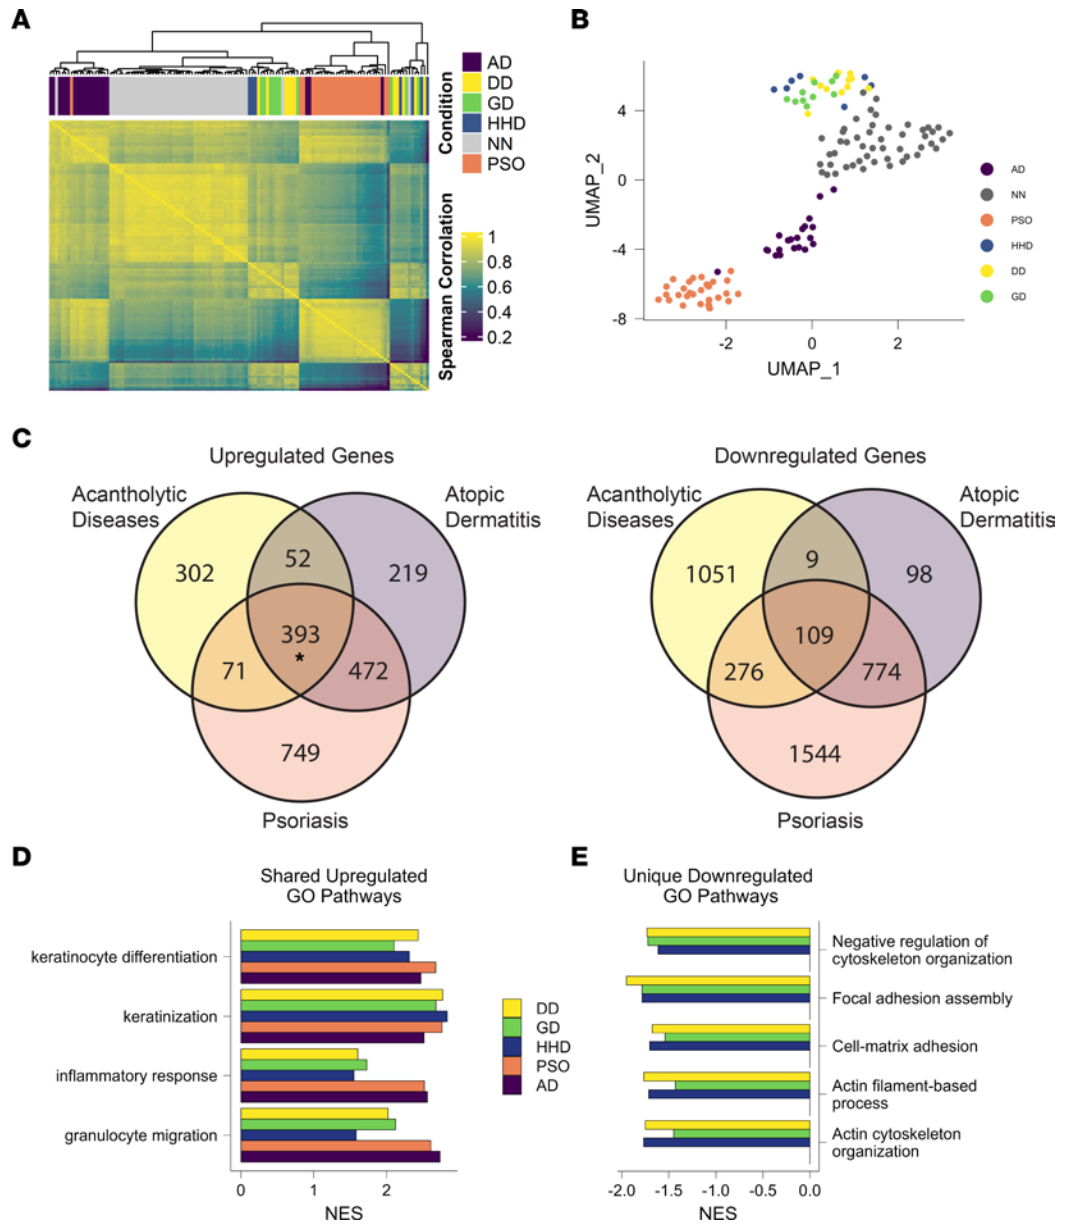 A
AD
DD
GD
HHD
NN
PSO
Condition
1
0.8
0.6
0.4
0.2
Spearman Corrolation
B
4
0
-4
-8
UMAP_2
-2
0
2
UMAP_1
AD
NN
PSO
HHD
DD
GD
C
Upregulated Genes
Acantholytic
Diseases
Atopic
Dermatitis
302
52
219
393
*
71
472
749
Psoriasis
Downregulated Genes
Acantholytic
Diseases
Atopic
Dermatitis
1051
9
98
109
276
774
1544
Psoriasis
D
Shared Upregulated
GO Pathways
keratinocyte differentiation
keratinization
inflammatory response
granulocyte migration
0
1
2
NES
DD
GD
HHD
PSO
AD
E
Unique Downregulated
GO Pathways
Negative regulation of
cytoskeleton organization
Focal adhesion assembly
Cell-matrix adhesion
Actin filament-based
process
Actin cytoskeleton
organization
-2.0
-1.5
-1.0
-0.5
0.0
NES